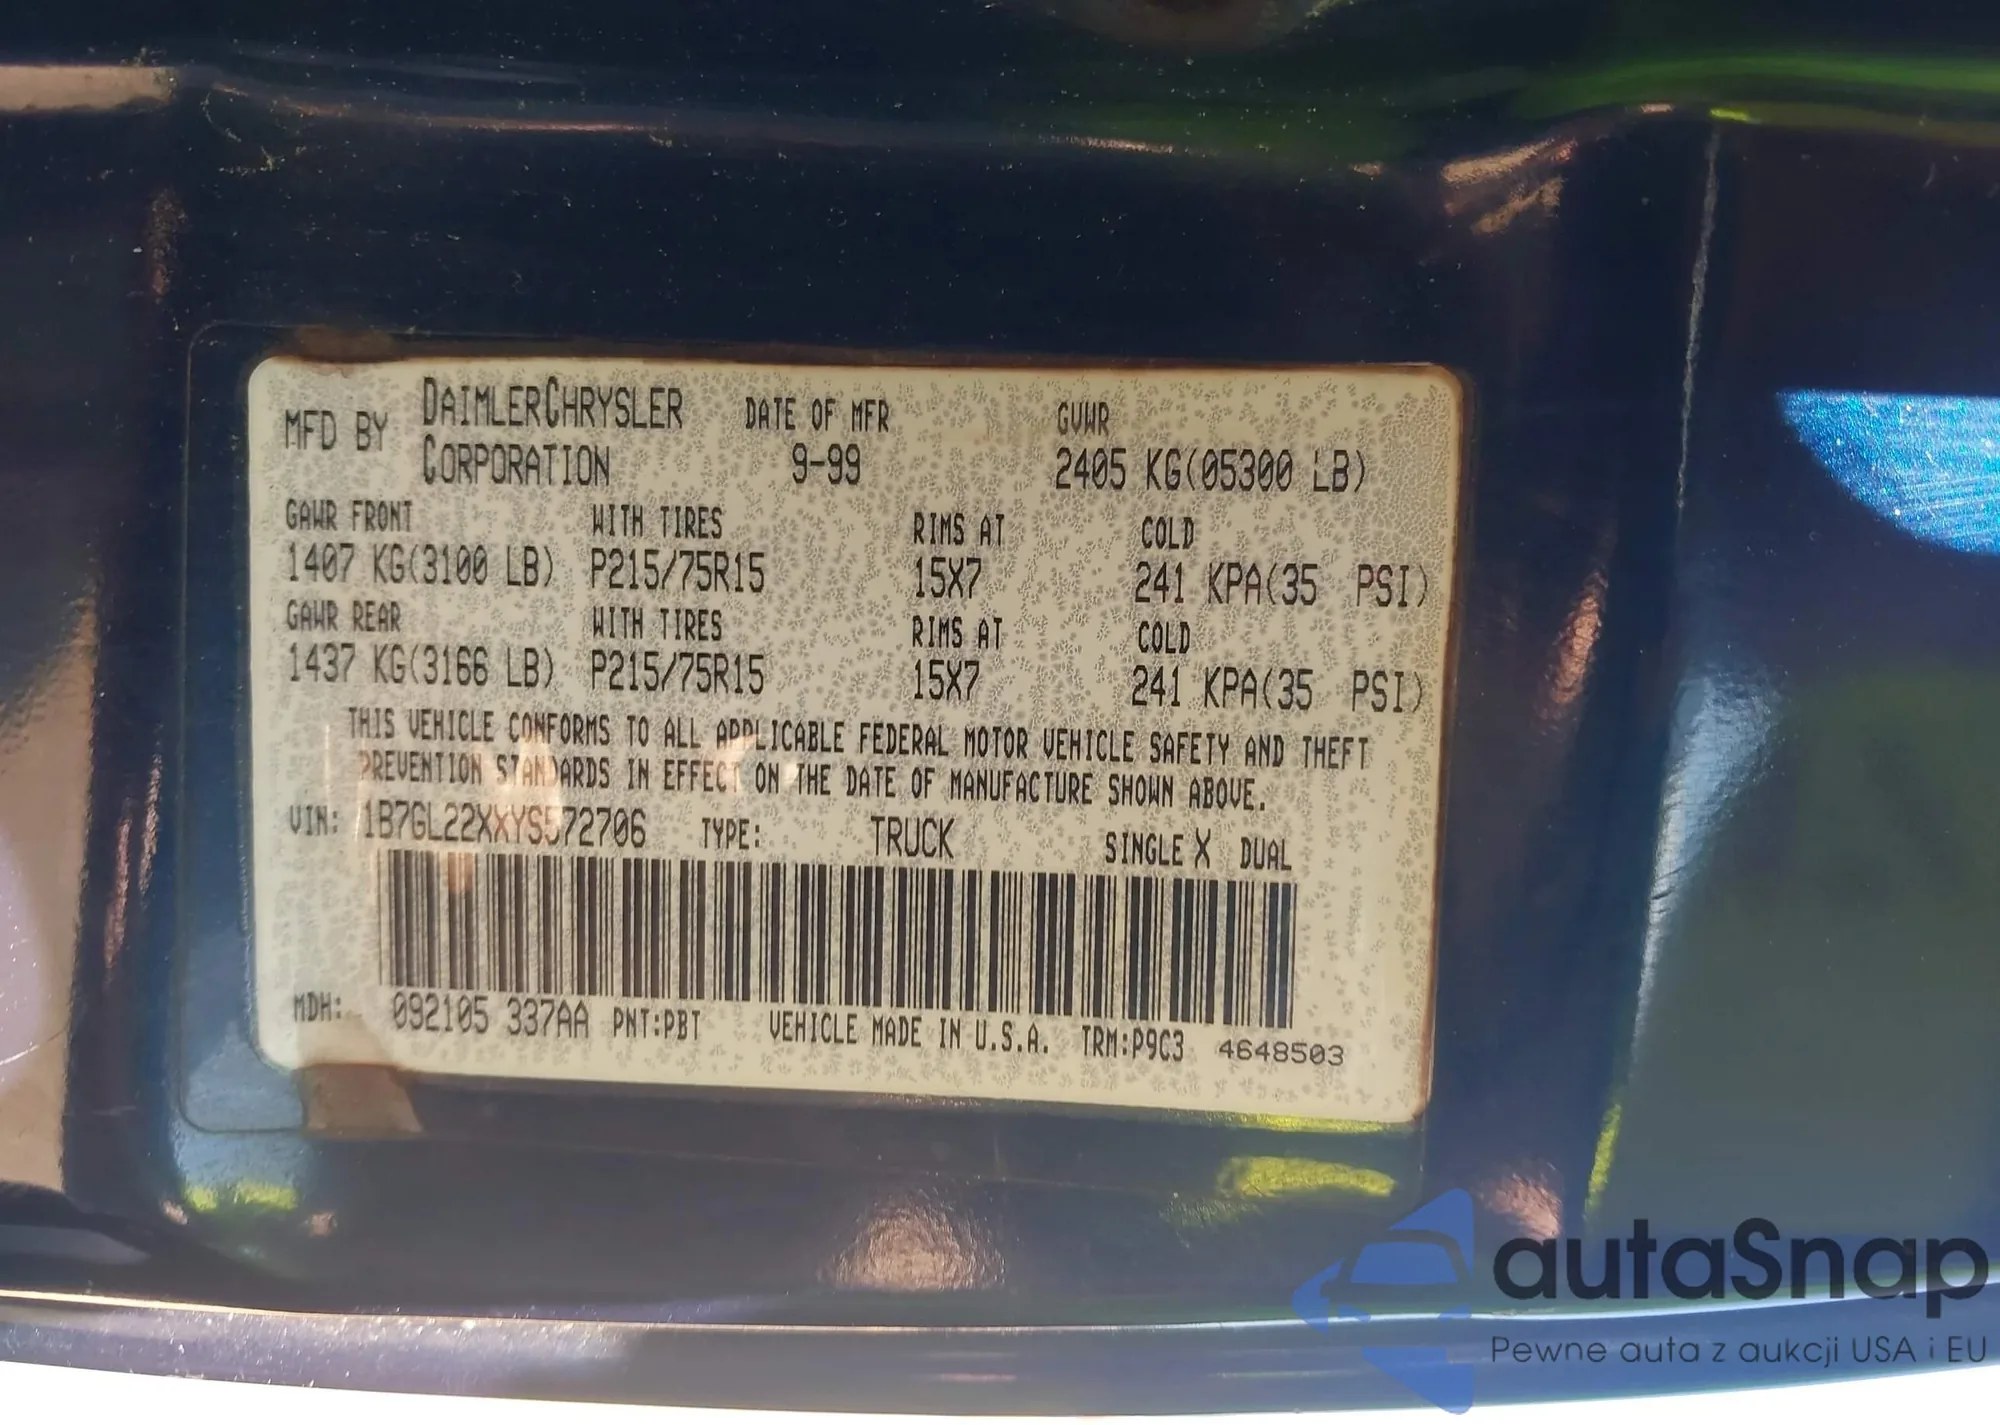 MFD BY DAIMLERCHRYSLER CORPORATION DATE OF MFR 9-99 GVWR 2405 KG(05300 LB)
GAWR FRONT WITH TIRES RIMS AT COLD
1407 KG(3100 LB) P215/75R15 15X7 241 KPA(35 PSI)
GAWR REAR WITH TIRES RIMS AT COLD
1437 KG(3166 LB) P215/75R15 15X7 241 KPA(35 PSI)
THIS VEHICLE CONFORMS TO ALL APPLICABLE FEDERAL MOTOR VEHICLE SAFETY AND THEFT
PREVENTION STANDARDS IN EFFECT ON THE DATE OF MANUFACTURE SHOWN ABOVE.
VIN: 1B7GL22XXYS572706 TYPE: TRUCK SINGLE X DUAL
MDH: 092105 337AA PNT:PBT VEHICLE MADE IN U.S.A. TRM:P9C3 4648503
autaSnap
Pewne auta z aukcji USA i EU